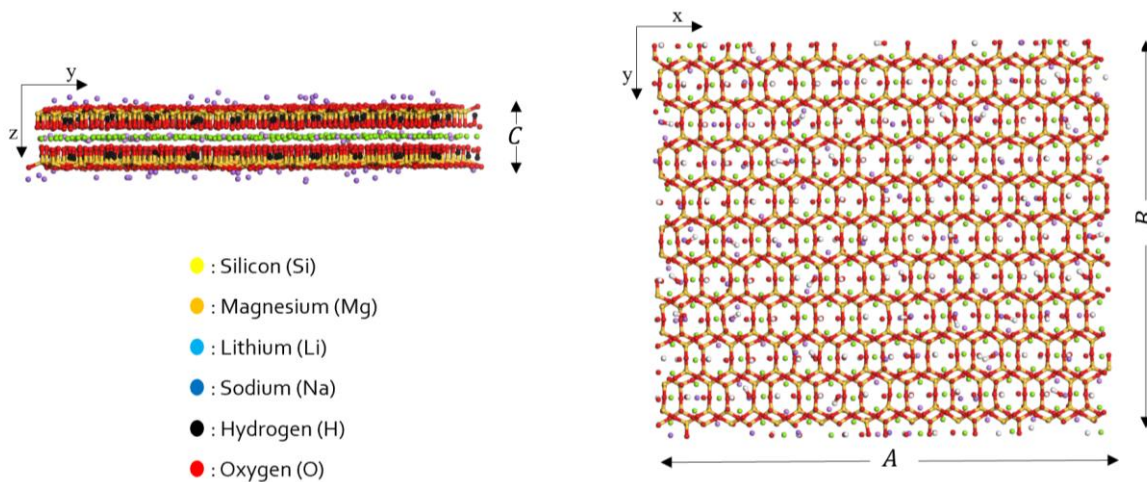 y
z
C
: Silicon (Si)
: Magnesium (Mg)
: Lithium (Li)
: Sodium (Na)
: Hydrogen (H)
: Oxygen (O)
x
y
B
A